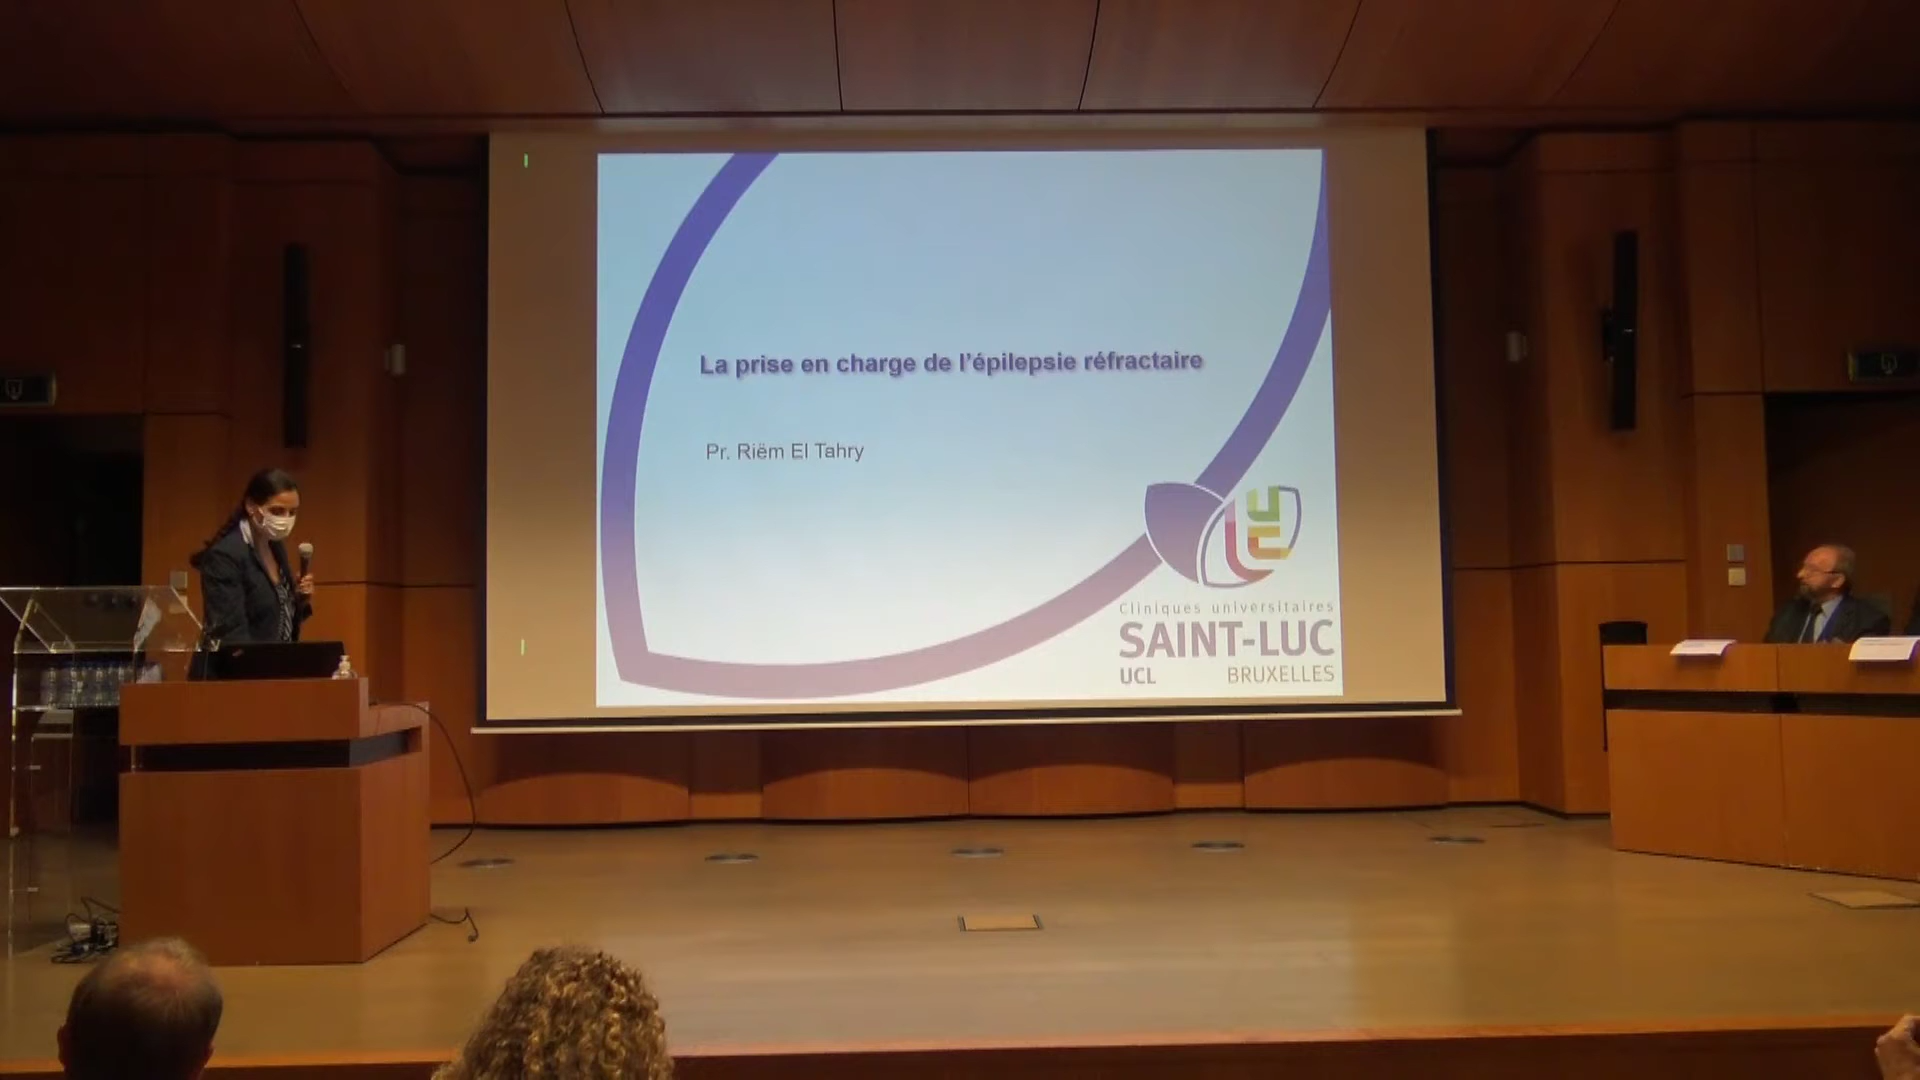 La prise en charge de l'épilepsie réfractaire
Pr. Riëm El Tahry
Cliniques universitaires
SAINT-LUC
UCL BRUXELLES